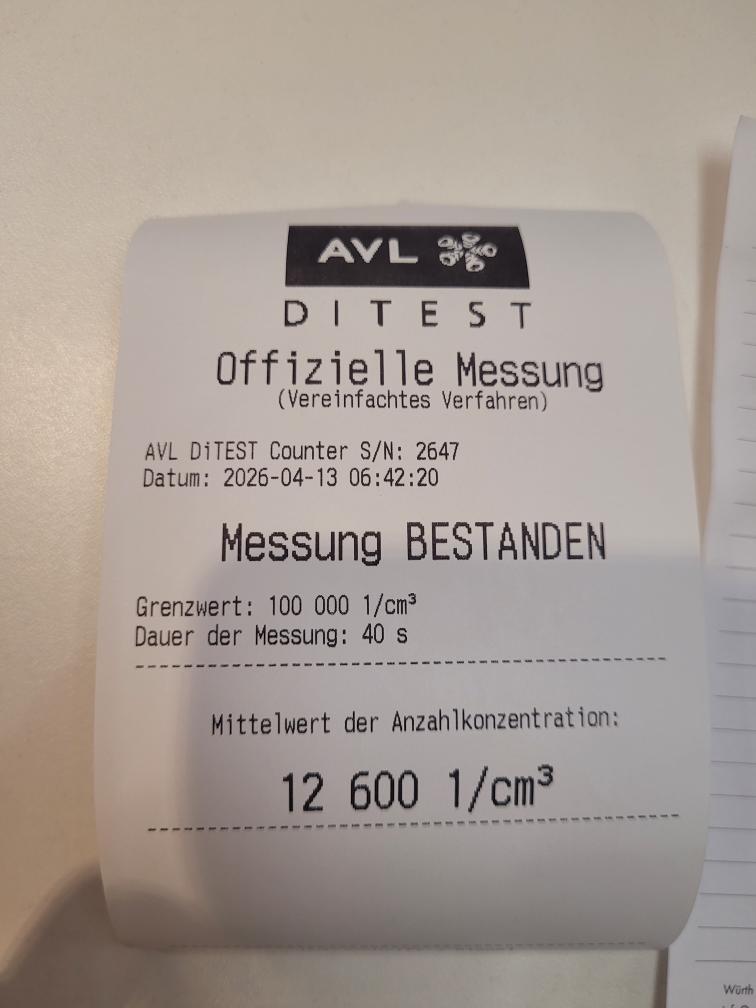 AVL
DITEST
Offizielle Messung
(Vereinfachtes Verfahren)
AVL DiTEST Counter S/N: 2647
Datum: 2026-04-13 06:42:20
Messung BESTANDEN
Grenzwert: 100 000 1/cm³
Dauer der Messung: 40 s
Mittelwert der Anzahlkonzentration:
12 600 1/cm³
Würth